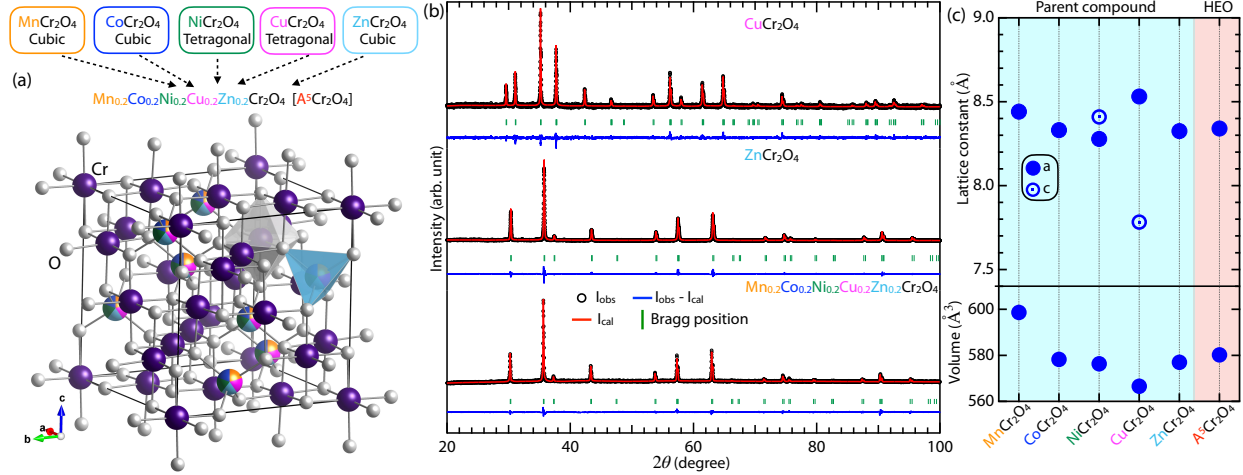 MnCr2O4
Cubic
CoCr2O4
Cubic
NiCr2O4
Tetragonal
CuCr2O4
Tetragonal
ZnCr2O4
Cubic
(a)
Mn0.2Co0.2Ni0.2Cu0.2Zn0.2Cr2O4 [A⁵Cr2O4]
Cr
O
c
a
b
(b)
CuCr2O4
ZnCr2O4
Mn0.2Co0.2Ni0.2Cu0.2Zn0.2Cr2O4
Iobs
Iobs - Ical
Ical
Bragg position
Intensity (arb. unit)
20 40 60 80 100
2θ (degree)
(c)
Parent compound HEO
9.0
8.5
8.0
7.5
Lattice constant (Å)
a
c
600
580
560
Volume (Å³)
MnCr2O4
CoCr2O4
NiCr2O4
CuCr2O4
ZnCr2O4
A⁵Cr2O4